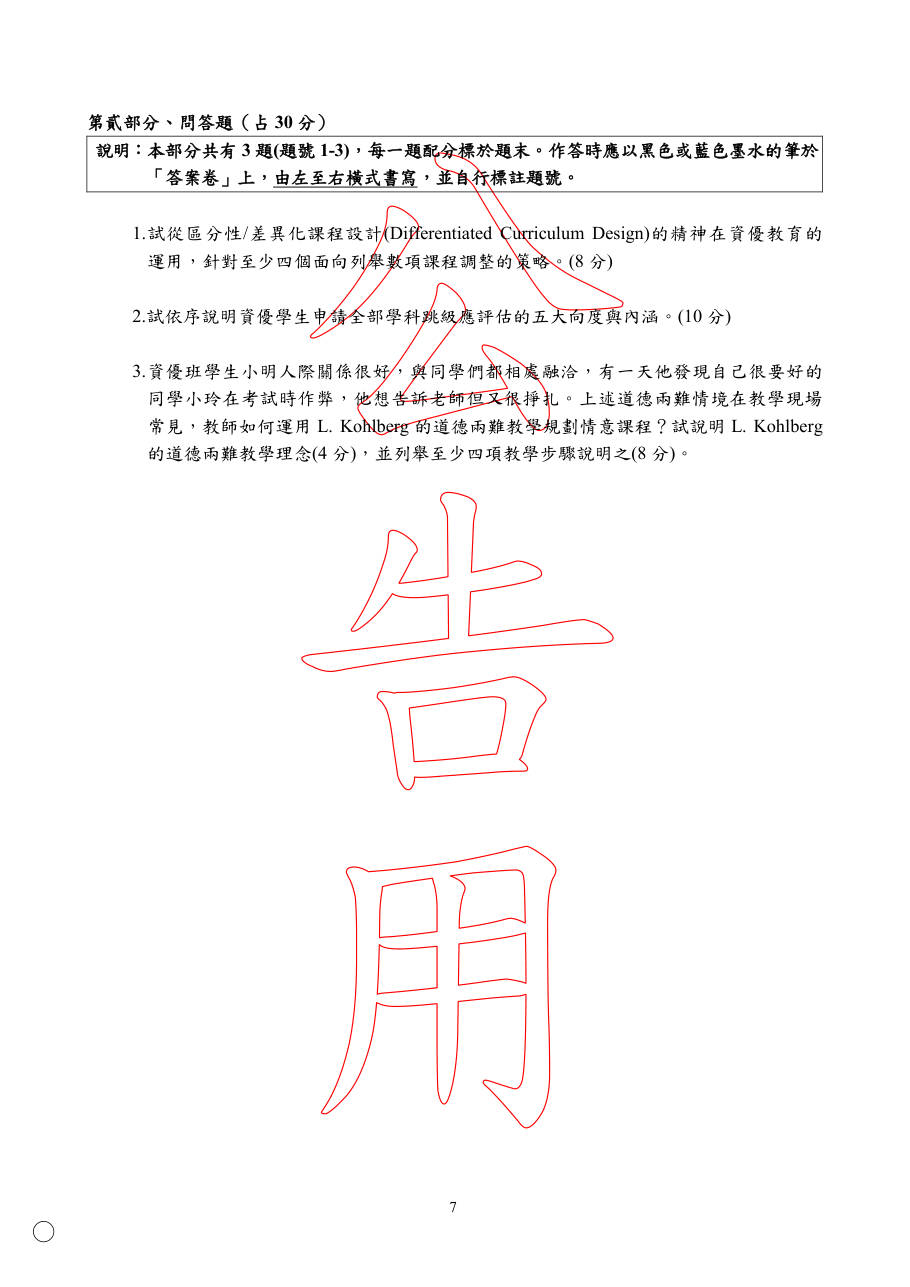 第貳部分、問答題（占 30 分）
說明：本部分共有 3 題(題號 1-3)，每一題配分標於題末。作答時應以黑色或藍色墨水的筆於
「答案卷」上，由左至右橫式書寫，並自行標註題號。
1.試從區分性/差異化課程設計(Differentiated Curriculum Design)的精神在資優教育的
運用，針對至少四個面向列舉數項課程調整的策略。(8 分)
2.試依序說明資優學生申請全部學科跳級應評估的五大向度與內涵。(10 分)
3.資優班學生小明人際關係很好，與同學們都相處融洽，有一天他發現自己很要好的
同學小玲在考試時作弊，他想告訴老師但又很掙扎。上述道德兩難情境在教學現場
常見，教師如何運用 L. Kohlberg 的道德兩難教學規劃情意課程？試說明 L. Kohlberg
的道德兩難教學理念(4 分)，並列舉至少四項教學步驟說明之(8 分)。
公
告
用
7